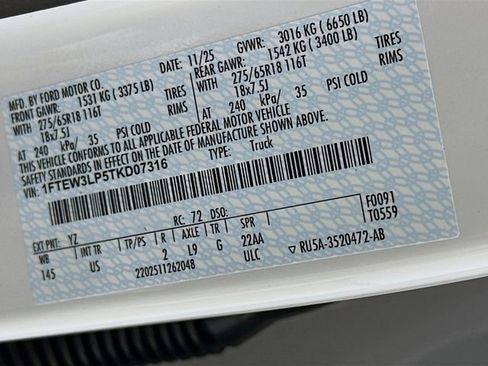 MFD. BY FORD MOTOR CO.
DATE: 11/25 GVWR: 3016 KG (6650 LB)
FRONT GAWR: 1531 KG (3375 LB) REAR GAWR: 1542 KG (3400 LB)
WITH 275/65R18 116T TIRES 275/65R18 116T TIRES
18x7.5J RIMS 18x7.5J RIMS
AT 240 kPa/ 35 PSI COLD AT 240 kPa/ 35 PSI COLD
THIS VEHICLE CONFORMS TO ALL APPLICABLE FEDERAL MOTOR VEHICLE
SAFETY AND THEFT PREVENTION STANDARDS IN EFFECT ON THE DATE OF MANUFACTURE SHOWN ABOVE.
VIN: 1FTEW3LP5TKD07316 TYPE: Truck
F0091
T0559
EXT PNT: YZ RC: 72 DSO:
WB INT TR TP/PS R AXLE TR SPR
145 US 2 L9 G 22AA
2202511262048 ULC ▽ RU5A-3520472-AB